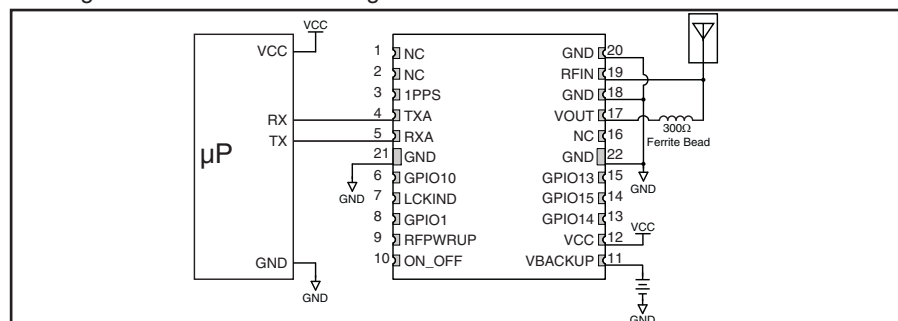 VCC
VCC
RX
TX
µP
GND
GND
1 NC
2 NC
3 1PPS
4 TXA
5 RXA
21 GND
GND
6 GPIO10
7 LCKIND
8 GPIO1
9 RFPWRUP
10 ON_OFF
GND 20
RFIN 19
GND 18
VOUT 17
300Ω
Ferrite Bead
NC 16
GND 22
GND
GPIO13 15
GPIO15 14
GPIO14 13
VCC 12
VCC
VBACKUP 11
GND